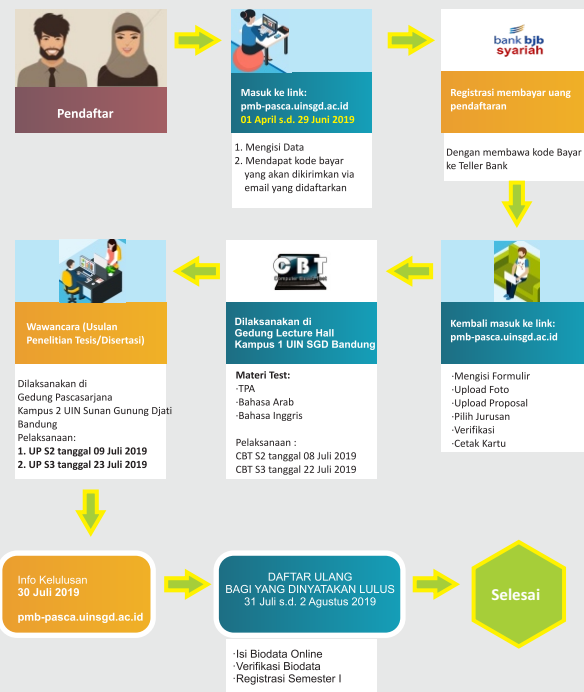 Pendaftar
Masuk ke link:
pmb-pasca.uinsgd.ac.id
01 April s.d. 29 Juni 2019
1. Mengisi Data
2. Mendapat kode bayar
yang akan dikirimkan via
email yang didaftarkan
bank bjb
syariah
Registrasi membayar uang
pendaftaran
Dengan membawa kode Bayar
ke Teller Bank
Kembali masuk ke link:
pmb-pasca.uinsgd.ac.id
·Mengisi Formulir
·Upload Foto
·Upload Proposal
·Pilih Jurusan
·Verifikasi
·Cetak Kartu
CBT
Dilaksanakan di
Gedung Lecture Hall
Kampus 1 UIN SGD Bandung
Materi Test:
·TPA
·Bahasa Arab
·Bahasa Inggris
Pelaksanaan :
CBT S2 tanggal 08 Juli 2019
CBT S3 tanggal 22 Juli 2019
Wawancara (Usulan
Penelitian Tesis/Disertasi)
Dilaksanakan di
Gedung Pascasarjana
Kampus 2 UIN Sunan Gunung Djati
Bandung
Pelaksanaan:
1. UP S2 tanggal 09 Juli 2019
2. UP S3 tanggal 23 Juli 2019
Info Kelulusan
30 Juli 2019
pmb-pasca.uinsgd.ac.id
DAFTAR ULANG
BAGI YANG DINYATAKAN LULUS
31 Juli s.d. 2 Agustus 2019
·Isi Biodata Online
·Verifikasi Biodata
·Registrasi Semester I
Selesai